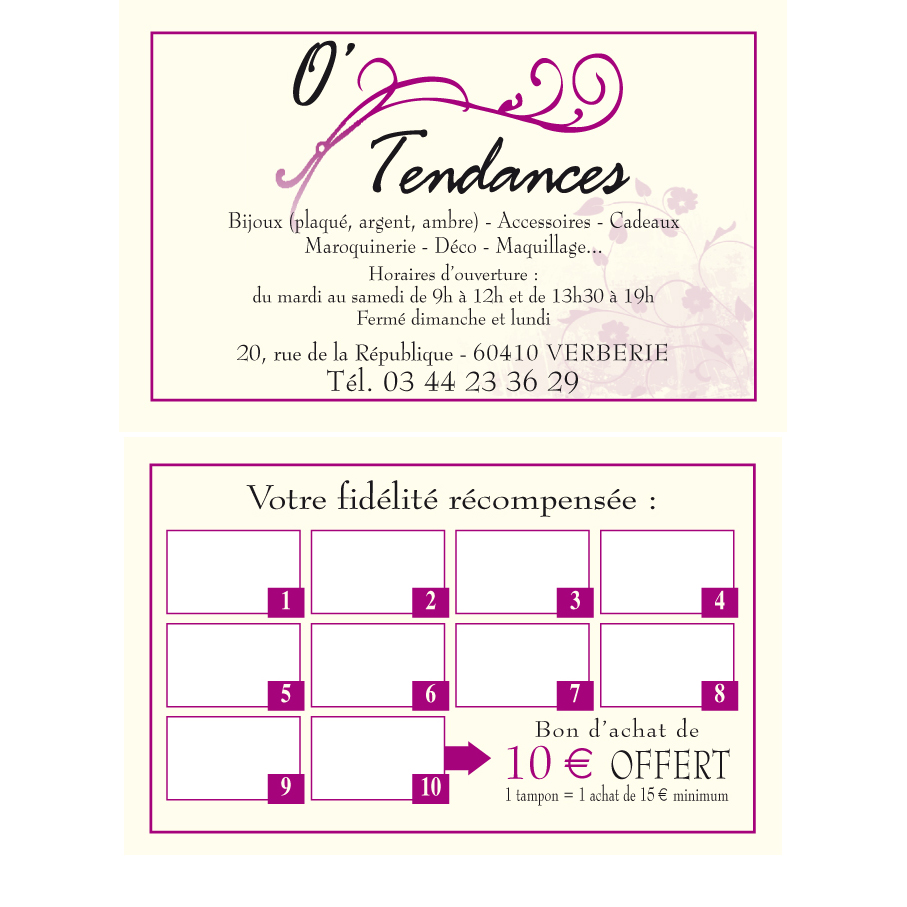 O'
Tendances
Bijoux (plaqué, argent, ambre) - Accessoires - Cadeaux
Maroquinerie - Déco - Maquillage...
Horaires d'ouverture :
du mardi au samedi de 9h à 12h et de 13h30 à 19h
Fermé dimanche et lundi
20, rue de la République - 60410 VERBERIE
Tél. 03 44 23 36 29
Votre fidélité récompensée :
1 2 3 4
5 6 7 8
9 10
Bon d'achat de
10 € OFFERT
1 tampon = 1 achat de 15 € minimum